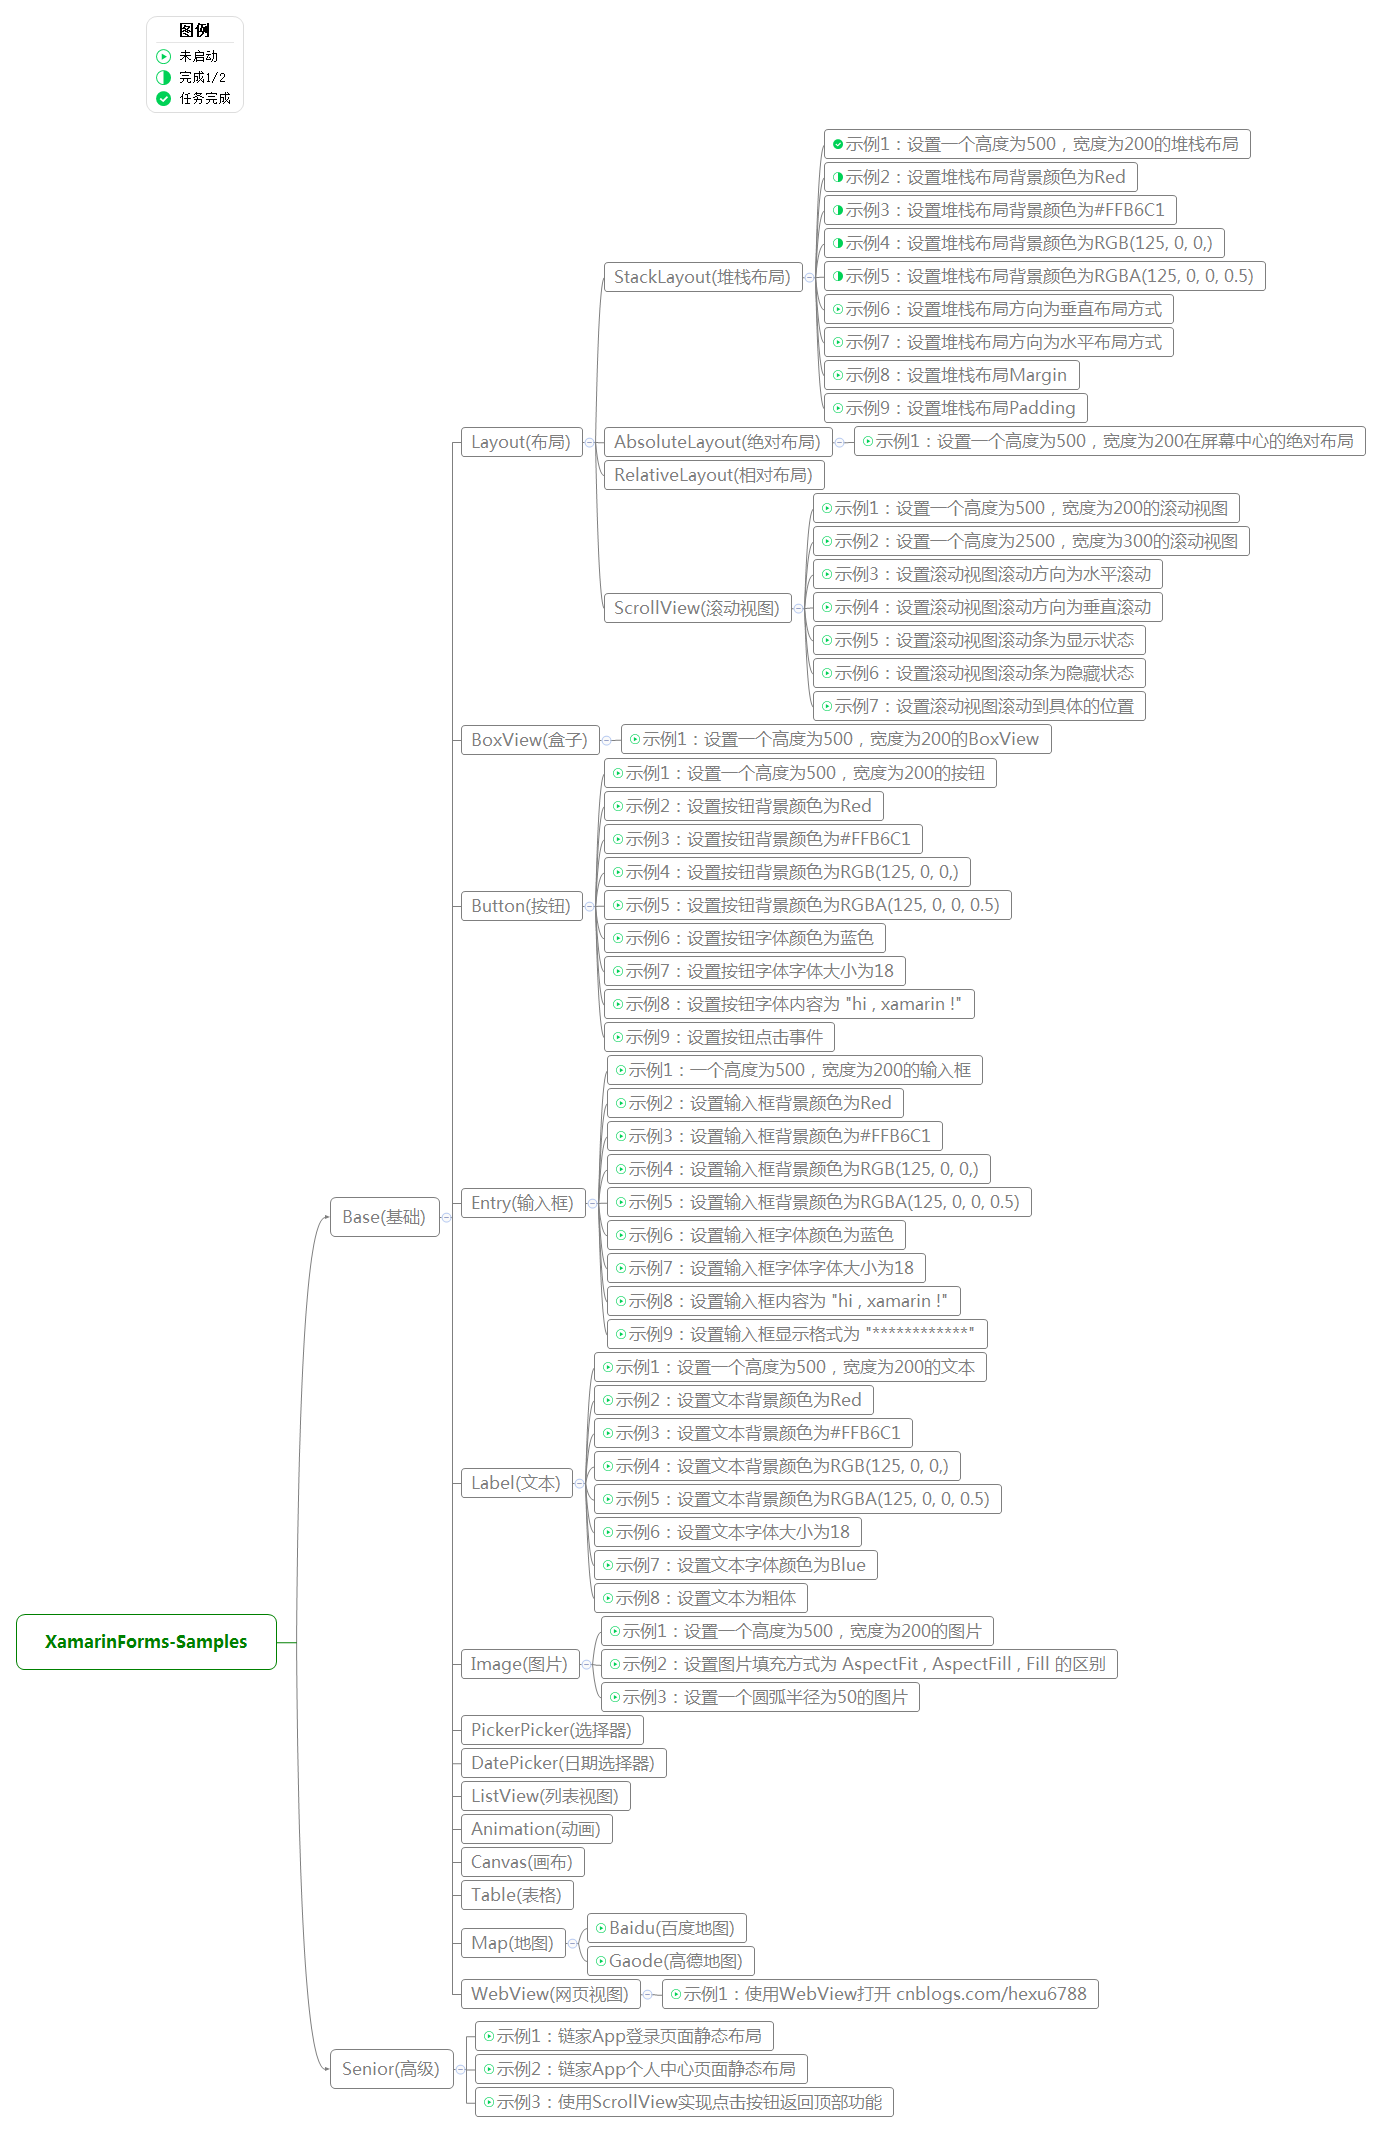 图例
未启动
完成1/2
任务完成
示例1：设置一个高度为500，宽度为200的堆栈布局
示例2：设置堆栈布局背景颜色为Red
示例3：设置堆栈布局背景颜色为#FFB6C1
示例4：设置堆栈布局背景颜色为RGB(125, 0, 0,)
StackLayout(堆栈布局)
示例5：设置堆栈布局背景颜色为RGBA(125, 0, 0, 0.5)
示例6：设置堆栈布局方向为垂直布局方式
示例7：设置堆栈布局方向为水平布局方式
示例8：设置堆栈布局Margin
示例9：设置堆栈布局Padding
Layout(布局)
AbsoluteLayout(绝对布局)
示例1：设置一个高度为500，宽度为200在屏幕中心的绝对布局
RelativeLayout(相对布局)
示例1：设置一个高度为500，宽度为200的滚动视图
示例2：设置一个高度为2500，宽度为300的滚动视图
示例3：设置滚动视图滚动方向为水平滚动
ScrollView(滚动视图)
示例4：设置滚动视图滚动方向为垂直滚动
示例5：设置滚动视图滚动条为显示状态
示例6：设置滚动视图滚动条为隐藏状态
示例7：设置滚动视图滚动到具体的位置
BoxView(盒子)
示例1：设置一个高度为500，宽度为200的BoxView
示例1：设置一个高度为500，宽度为200的按钮
示例2：设置按钮背景颜色为Red
示例3：设置按钮背景颜色为#FFB6C1
示例4：设置按钮背景颜色为RGB(125, 0, 0,)
Button(按钮)
示例5：设置按钮背景颜色为RGBA(125, 0, 0, 0.5)
示例6：设置按钮字体颜色为蓝色
示例7：设置按钮字体字体大小为18
示例8：设置按钮字体内容为 "hi , xamarin !"
示例9：设置按钮点击事件
示例1：一个高度为500，宽度为200的输入框
示例2：设置输入框背景颜色为Red
示例3：设置输入框背景颜色为#FFB6C1
示例4：设置输入框背景颜色为RGB(125, 0, 0,)
Base(基础)
Entry(输入框)
示例5：设置输入框背景颜色为RGBA(125, 0, 0, 0.5)
示例6：设置输入框字体颜色为蓝色
示例7：设置输入框字体字体大小为18
示例8：设置输入框内容为 "hi , xamarin !"
示例9：设置输入框显示格式为 "************"
示例1：设置一个高度为500，宽度为200的文本
示例2：设置文本背景颜色为Red
示例3：设置文本背景颜色为#FFB6C1
示例4：设置文本背景颜色为RGB(125, 0, 0,)
Label(文本)
示例5：设置文本背景颜色为RGBA(125, 0, 0, 0.5)
示例6：设置文本字体大小为18
示例7：设置文本字体颜色为Blue
示例8：设置文本为粗体
XamarinForms-Samples
示例1：设置一个高度为500，宽度为200的图片
Image(图片)
示例2：设置图片填充方式为 AspectFit , AspectFill , Fill 的区别
示例3：设置一个圆弧半径为50的图片
PickerPicker(选择器)
DatePicker(日期选择器)
ListView(列表视图)
Animation(动画)
Canvas(画布)
Table(表格)
Map(地图)
Baidu(百度地图)
Gaode(高德地图)
WebView(网页视图)
示例1：使用WebView打开 cnblogs.com/hexu6788
Senior(高级)
示例1：链家App登录页面静态布局
示例2：链家App个人中心页面静态布局
示例3：使用ScrollView实现点击按钮返回顶部功能